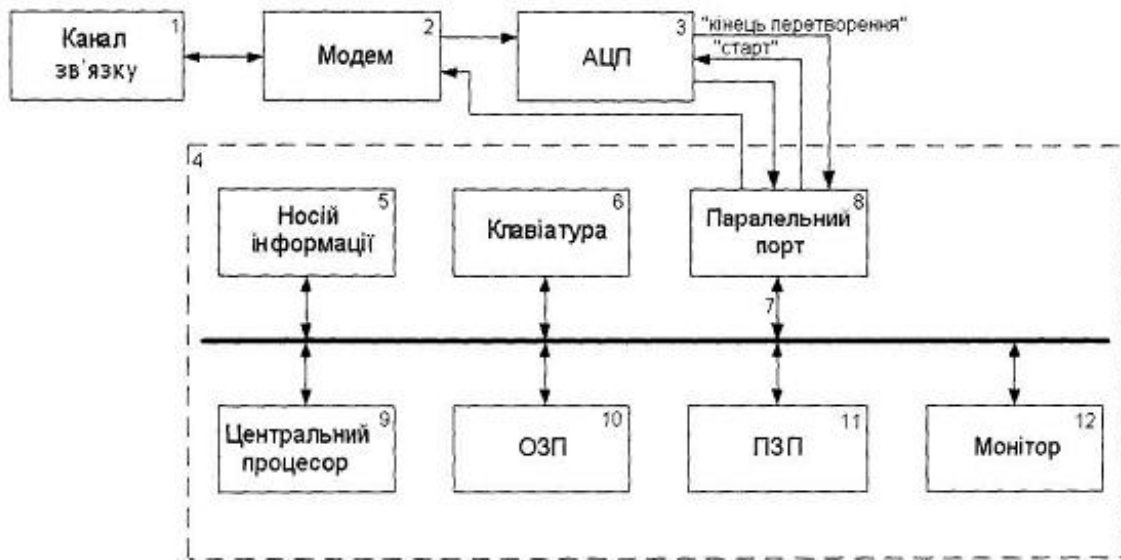 Канал 1
зв'язку
2
Модем
3
АЦП
"кінець перетворення"
"старт"
4
5
Носій
інформації
6
Клавіатура
8
Паралельний
порт
7
9
Центральний
процесор
10
ОЗП
11
ПЗП
12
Монітор